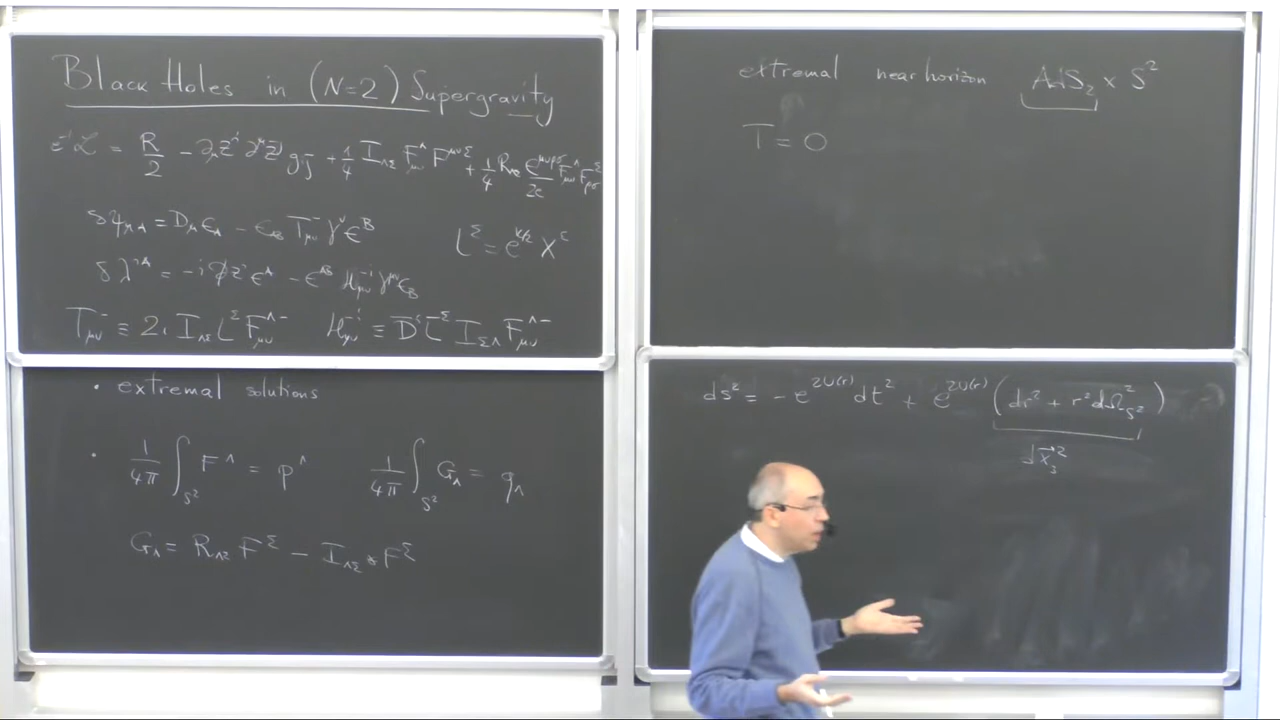 Black Holes in (N=2) Supergravity
e⁻¹ℒ = R/2 − ∂_μ z^i ∂^μ z̄^j̄ g_{ij̄} + 1/4 I_{ΛΣ} F^Λ_{μν} F^{μνΣ} + 1/4 R_{ΛΣ} ε^{μνρσ}/2e F^Λ_{μν} F^Σ_{ρσ}
δψ_{μA} = D_μ ε_A − ε_{AB} T⁻_{μν} γ^ν ε^B
L^Σ = e^{K/2} X^Σ
δλ^{iA} = −i ∂̸z^i ε^A − ε^{AB} H^{-i}_{μν} γ^{μν} ε_B
T⁻_{μν} ≡ 2i I_{ΛΣ} L^Σ F^{Λ−}_{μν} H^{-i}_{μν} ≡ D̄^i L̄^Σ I_{ΣΛ} F^{Λ−}_{μν}
• extremal solutions
• 1/4π ∫_{S²} F^Λ = p^Λ 1/4π ∫_{S²} G_Λ = q_Λ
G_Λ = R_{ΛΣ} F^Σ − I_{ΛΣ} * F^Σ
extremal near horizon AdS₂ × S²
T = 0
ds² = − e^{2U(r)} dt² + e^{2U(r)} (dr² + r² dΩ²_{S²})
dx⃗₃²